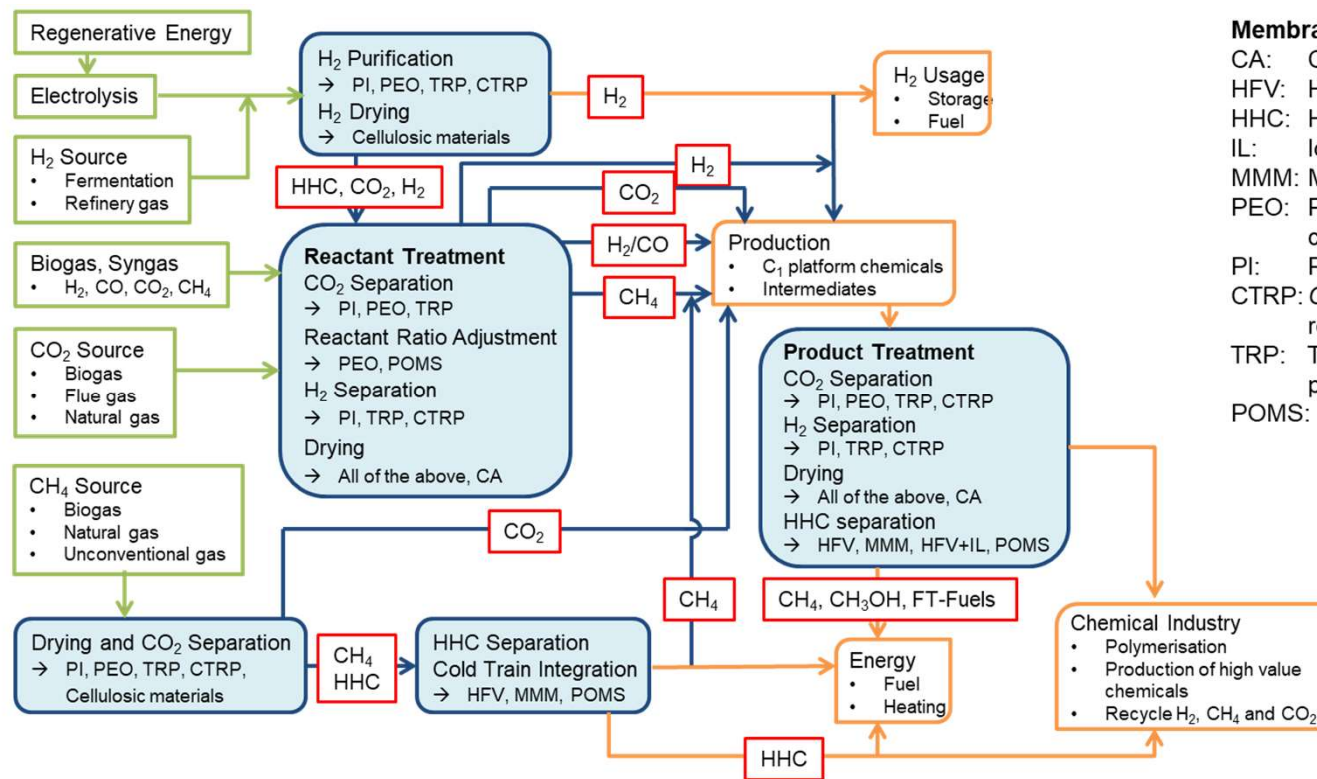 Regenerative Energy
Electrolysis
H₂ Source
• Fermentation
• Refinery gas
Biogas, Syngas
• H₂, CO, CO₂, CH₄
CO₂ Source
• Biogas
• Flue gas
• Natural gas
CH₄ Source
• Biogas
• Natural gas
• Unconventional gas
H₂ Purification
→ PI, PEO, TRP, CTRP
H₂ Drying
→ Cellulosic materials
H₂
H₂ Usage
• Storage
• Fuel
HHC, CO₂, H₂
H₂
CO₂
H₂/CO
CH₄
Reactant Treatment
CO₂ Separation
→ PI, PEO, TRP
Reactant Ratio Adjustment
→ PEO, POMS
H₂ Separation
→ PI, TRP, CTRP
Drying
→ All of the above, CA
Production
• C₁ platform chemicals
• Intermediates
Product Treatment
CO₂ Separation
→ PI, PEO, TRP, CTRP
H₂ Separation
→ PI, TRP, CTRP
Drying
→ All of the above, CA
HHC separation
→ HFV, MMM, HFV+IL, POMS
CO₂
CH₄
CH₄, CH₃OH, FT-Fuels
Drying and CO₂ Separation
→ PI, PEO, TRP, CTRP,
Cellulosic materials
CH₄
HHC
HHC Separation
Cold Train Integration
→ HFV, MMM, POMS
Energy
• Fuel
• Heating
Chemical Industry
• Polymerisation
• Production of high value
chemicals
• Recycle H₂, CH₄ and CO₂
HHC
CA:
HFV:
HHC:
IL:
MMM:
PEO:
PI:
CTRP:
TRP:
POMS: